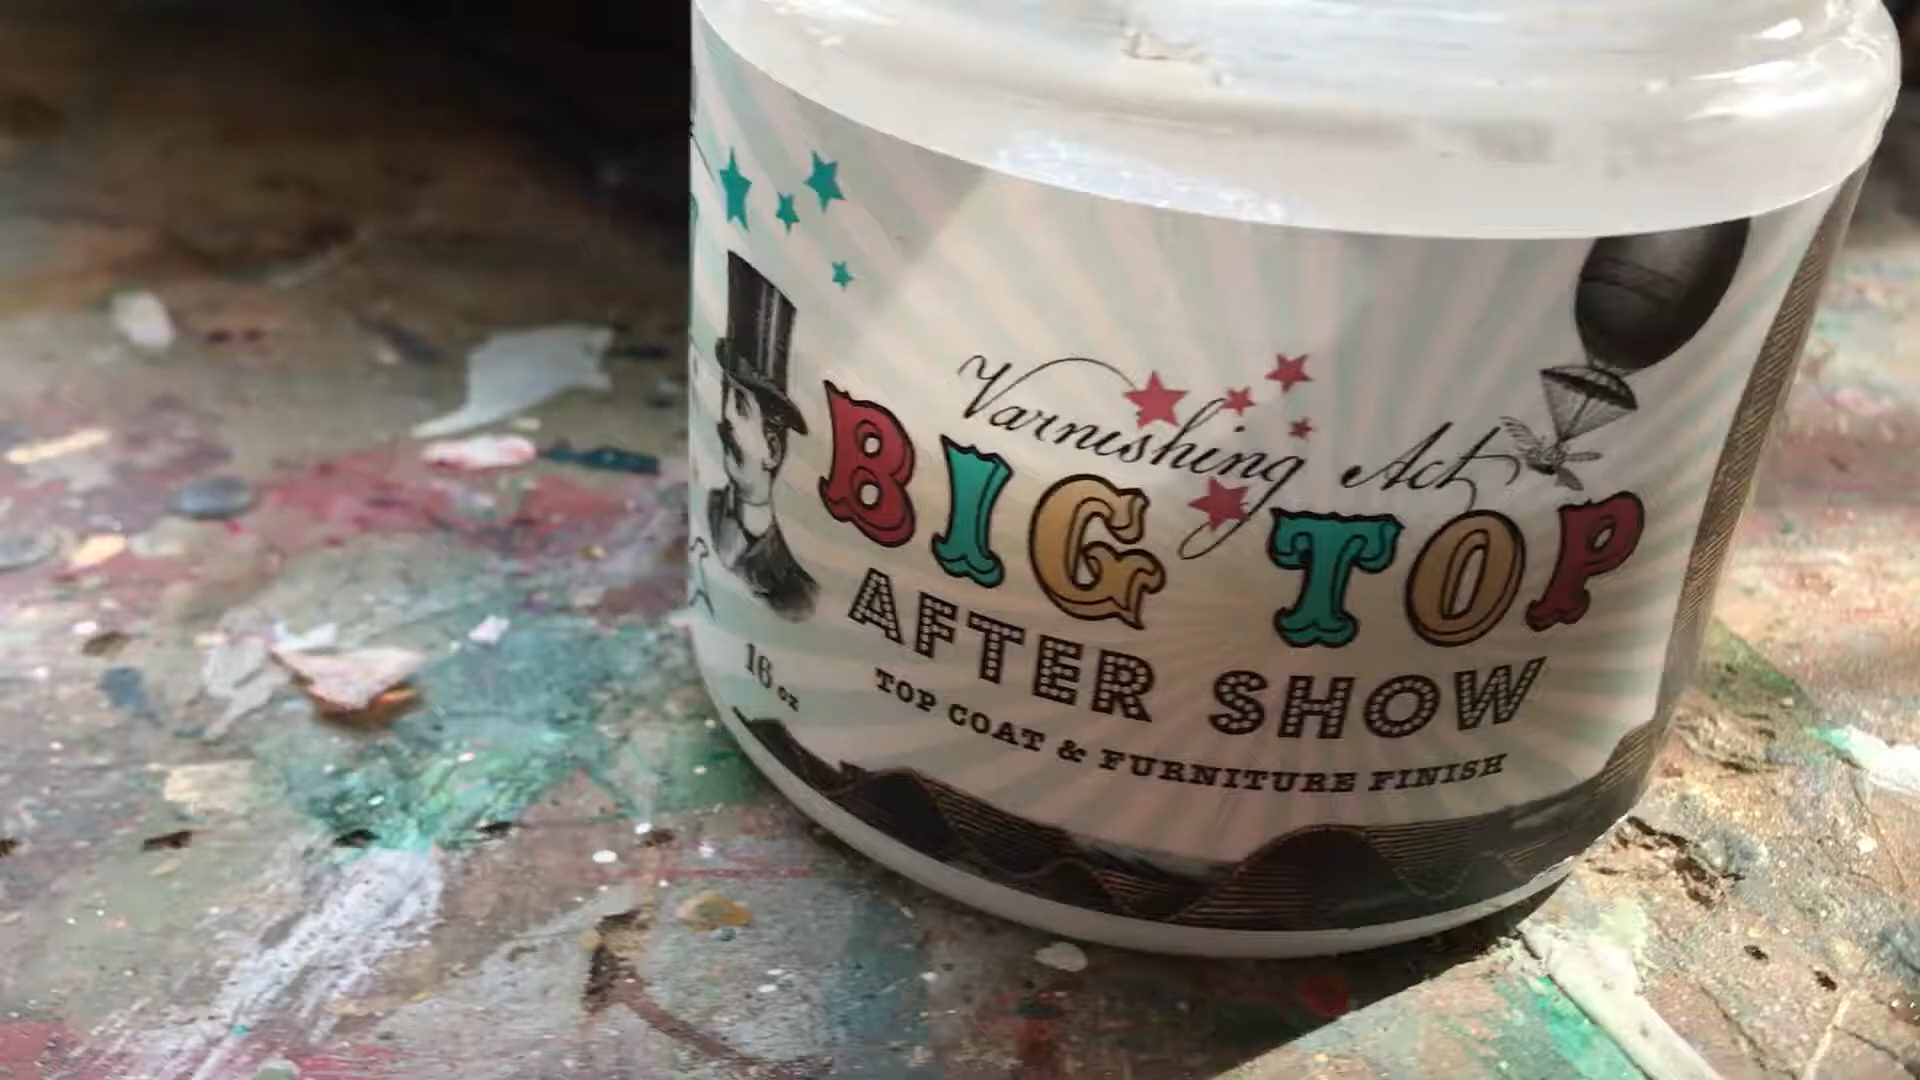 Varnishing Act
BIG TOP
AFTER SHOW
TOP COAT & FURNITURE FINISH
16 oz